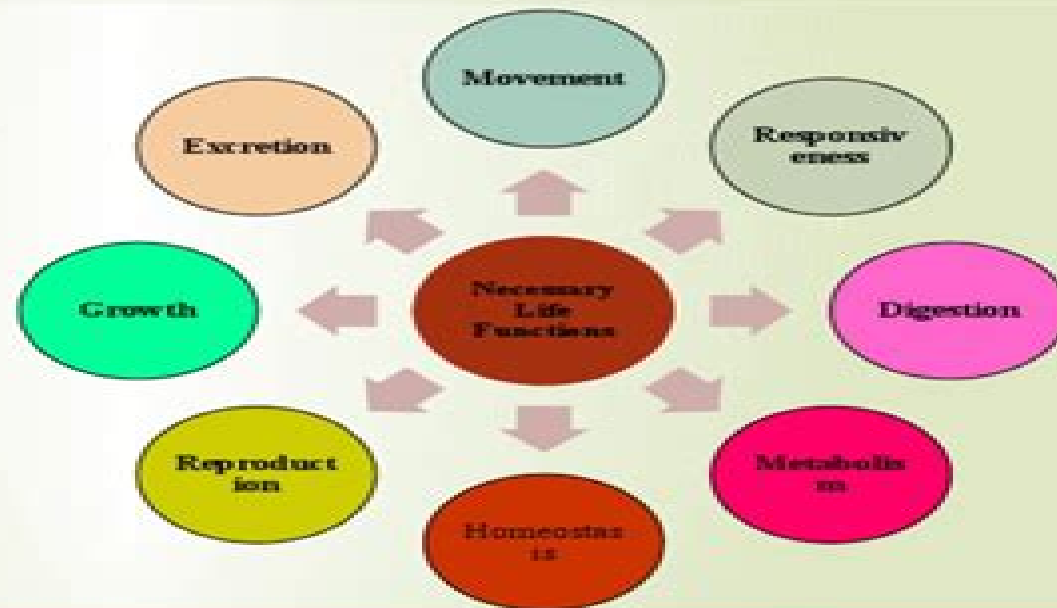 Movement
Responsiv
eness
Digestion
Metabolis
m
Homeostas
is
Reproduct
ion
Growth
Excretion
Necessary
Life
Functions